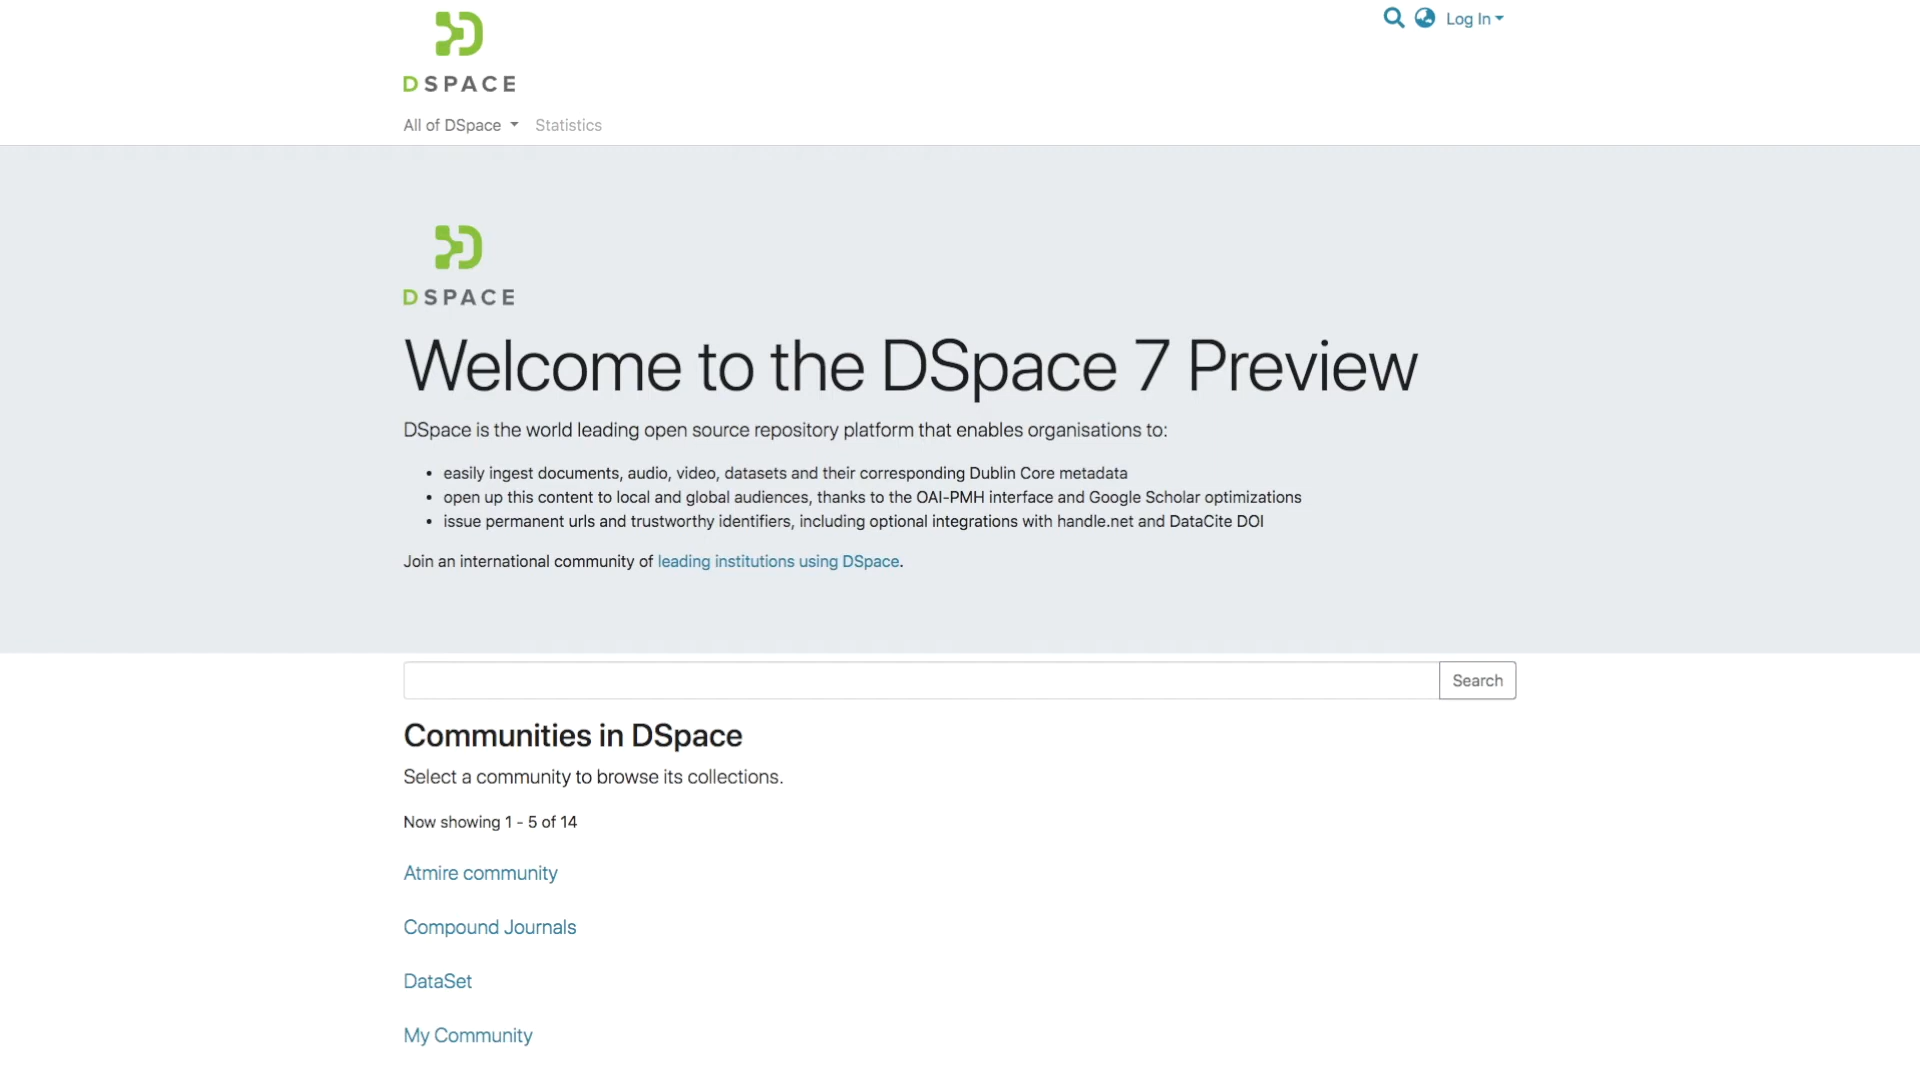 Log In
DSPACE
All of DSpace Statistics
DSPACE
Welcome to the DSpace 7 Preview
DSpace is the world leading open source repository platform that enables organisations to:
• easily ingest documents, audio, video, datasets and their corresponding Dublin Core metadata
• open up this content to local and global audiences, thanks to the OAI-PMH interface and Google Scholar optimizations
• issue permanent urls and trustworthy identifiers, including optional integrations with handle.net and DataCite DOI
Join an international community of leading institutions using DSpace.
Search
Communities in DSpace
Select a community to browse its collections.
Now showing 1 - 5 of 14
Atmire community
Compound Journals
DataSet
My Community